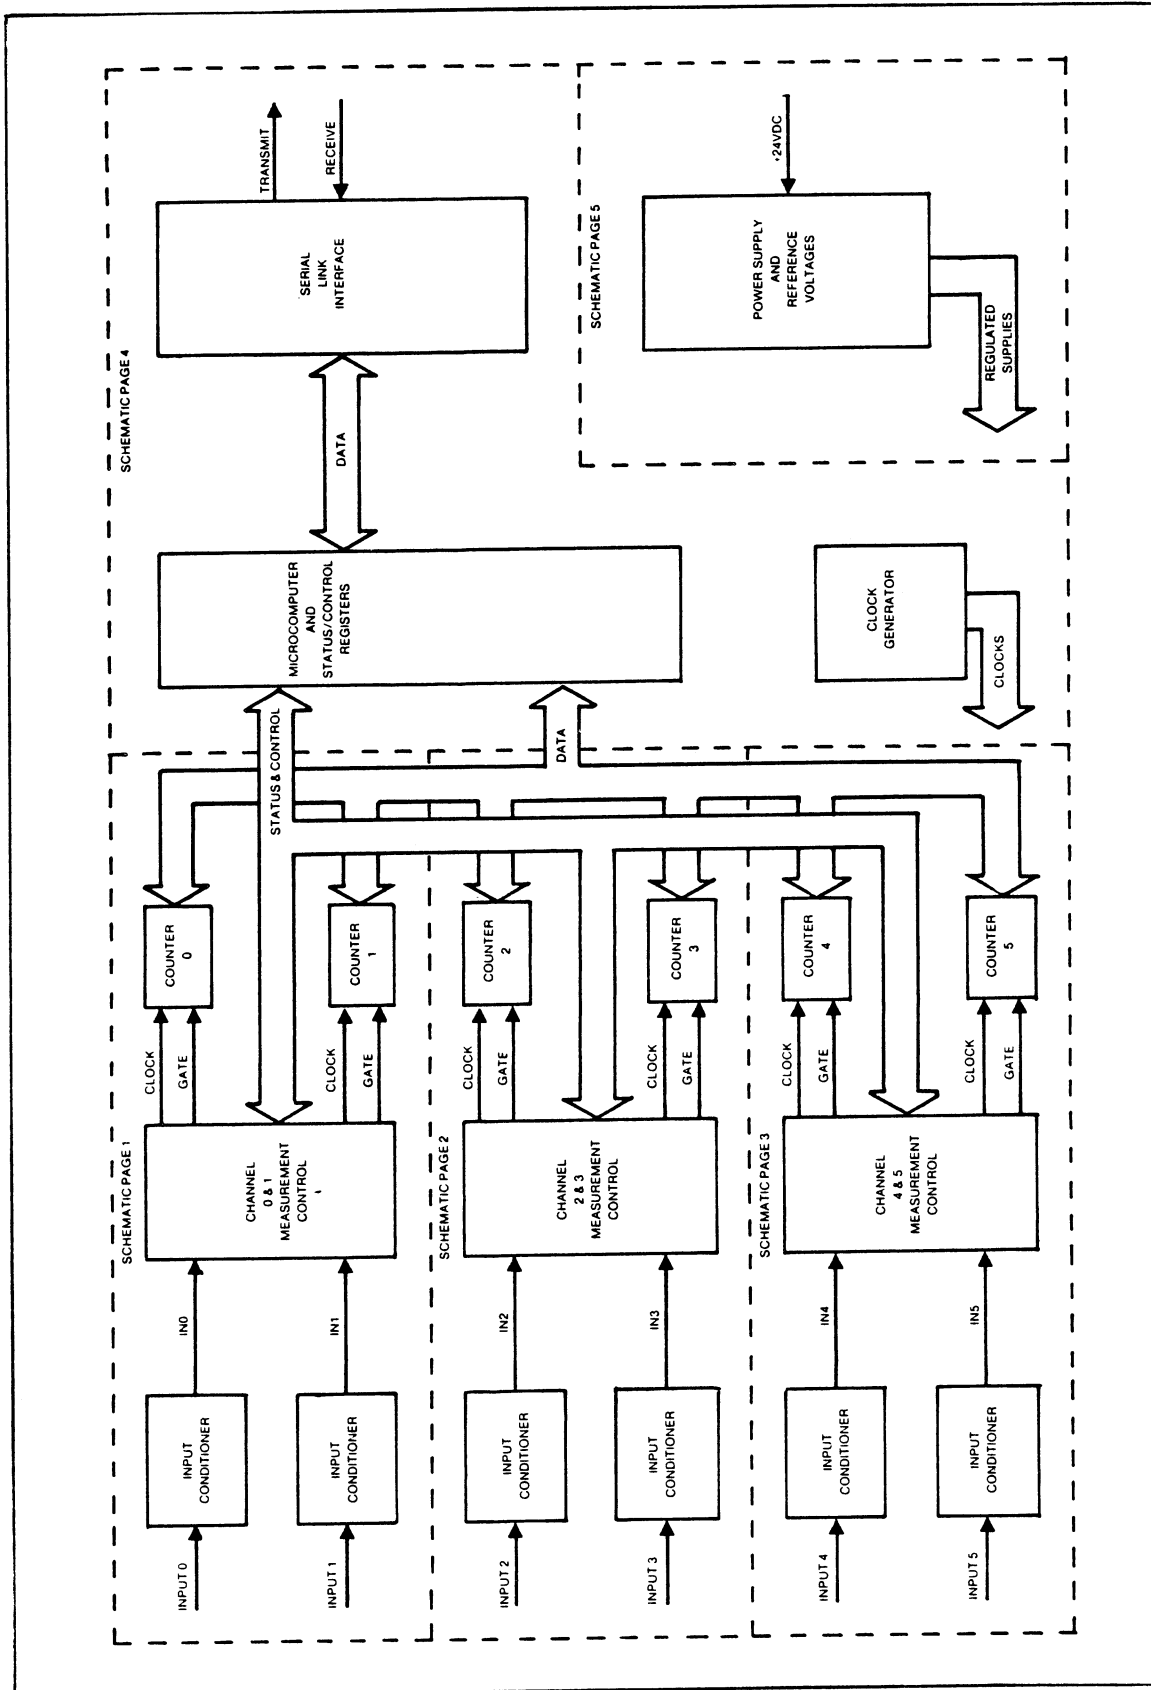 SCHEMATIC PAGE 1
INPUT 0
INPUT
CONDITIONER
IN0
CHANNEL
0 & 1
MEASUREMENT
CONTROL
CLOCK
GATE
COUNTER
0
INPUT 1
INPUT
CONDITIONER
IN1
CLOCK
GATE
COUNTER
1
SCHEMATIC PAGE 2
INPUT 2
INPUT
CONDITIONER
IN2
CHANNEL
2 & 3
MEASUREMENT
CONTROL
CLOCK
GATE
COUNTER
2
INPUT 3
INPUT
CONDITIONER
IN3
CLOCK
GATE
COUNTER
3
SCHEMATIC PAGE 3
INPUT 4
INPUT
CONDITIONER
IN4
CHANNEL
4 & 5
MEASUREMENT
CONTROL
CLOCK
GATE
COUNTER
4
INPUT 5
INPUT
CONDITIONER
IN5
CLOCK
GATE
COUNTER
5
STATUS & CONTROL
DATA
SCHEMATIC PAGE 4
MICROCOMPUTER
AND
STATUS/CONTROL
REGISTERS
DATA
SERIAL
LINK
INTERFACE
TRANSMIT
RECEIVE
CLOCK
GENERATOR
CLOCKS
SCHEMATIC PAGE 5
POWER SUPPLY
AND
REFERENCE
VOLTAGES
+24VDC
REGULATED
SUPPLIES